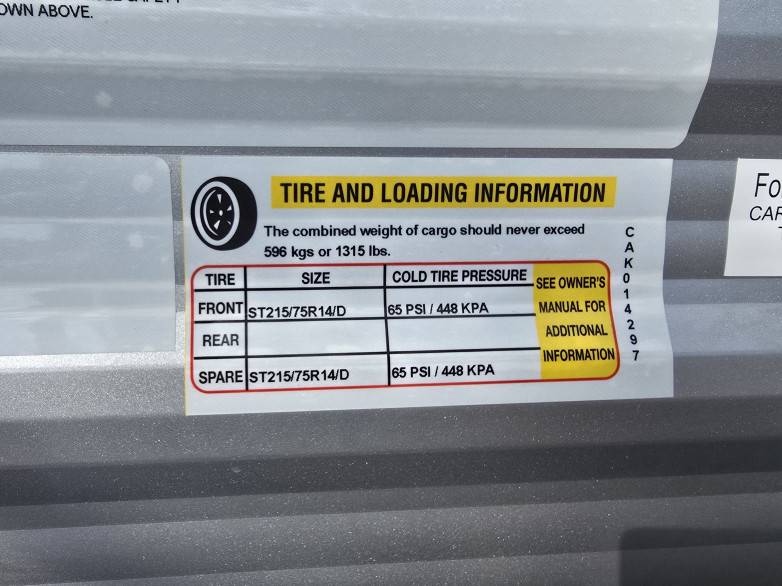 OWN ABOVE.
TIRE AND LOADING INFORMATION
The combined weight of cargo should never exceed
596 kgs or 1315 lbs.
TIRE SIZE COLD TIRE PRESSURE
FRONT ST215/75R14/D 65 PSI / 448 KPA
REAR
SPARE ST215/75R14/D 65 PSI / 448 KPA
SEE OWNER'S
MANUAL FOR
ADDITIONAL
INFORMATION
CAK014297
Fo
CAR